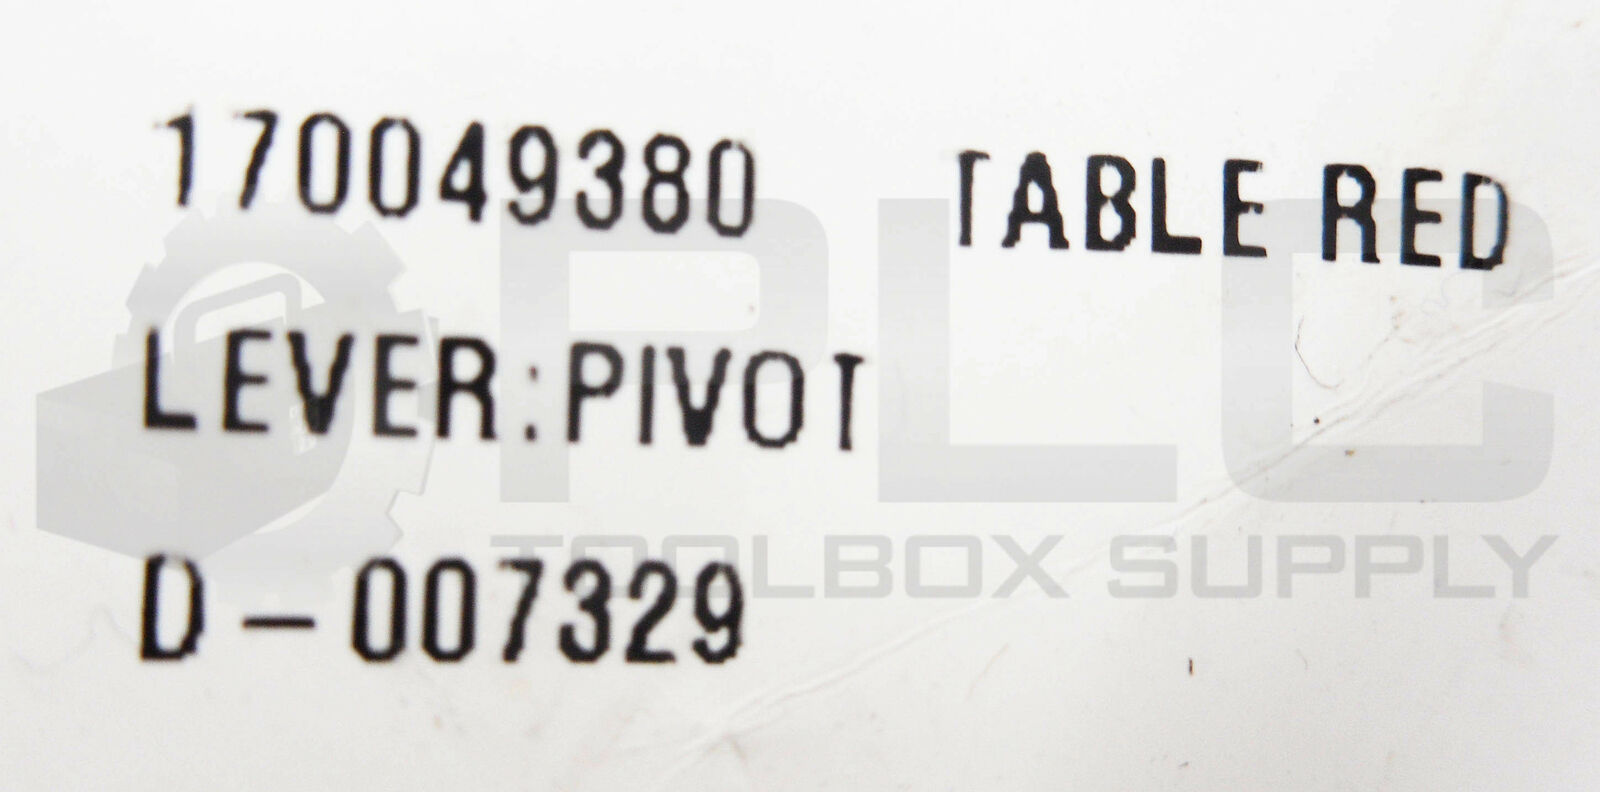 170049380 TABLE RED
LEVER:PIVOT
D-007329
PLC
TOOLBOX SUPPLY